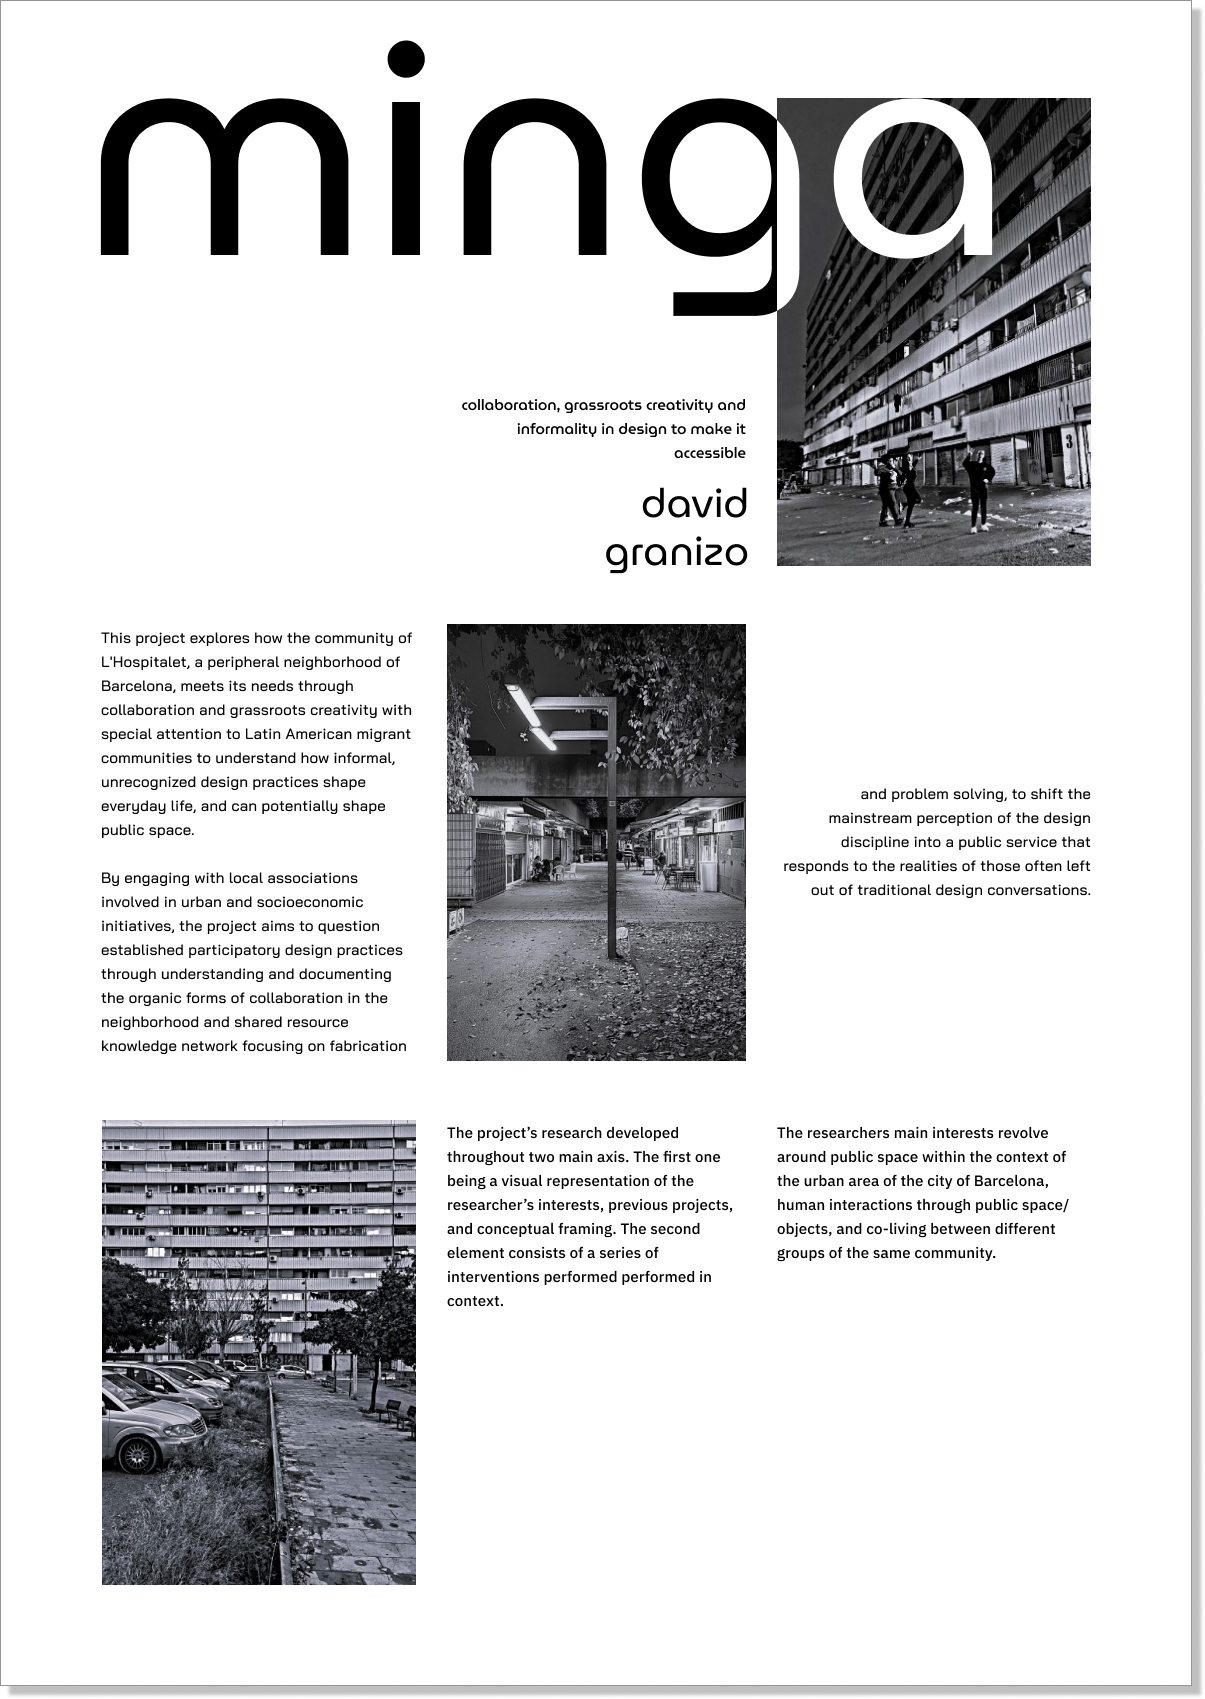 minga
collaboration, grassroots creativity and
informality in design to make it
accessible
david
granizo
3
This project explores how the community of
L'Hospitalet, a peripheral neighborhood of
Barcelona, meets its needs through
collaboration and grassroots creativity with
special attention to Latin American migrant
communities to understand how informal,
unrecognized design practices shape
everyday life, and can potentially shape
public space.
By engaging with local associations
involved in urban and socioeconomic
initiatives, the project aims to question
established participatory design practices
through understanding and documenting
the organic forms of collaboration in the
neighborhood and shared resource
knowledge network focusing on fabrication
and problem solving, to shift the
mainstream perception of the design
discipline into a public service that
responds to the realities of those often left
out of traditional design conversations.
The project’s research developed
throughout two main axis. The first one
being a visual representation of the
researcher’s interests, previous projects,
and conceptual framing. The second
element consists of a series of
interventions performed performed in
context.
The researchers main interests revolve
around public space within the context of
the urban area of the city of Barcelona,
human interactions through public space/
objects, and co-living between different
groups of the same community.